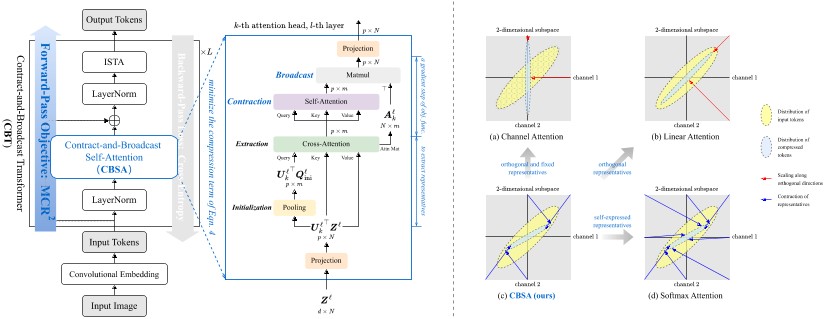 Output Tokens
× L
ISTA
LayerNorm
Contract-and-Broadcast
Self-Attention
(CBSA)
LayerNorm
Input Tokens
Convolutional Embedding
Input Image
Contract-and-Broadcast Transformer
(CBT)
Forward-Pass Objective: MCR²
minimize the compression term of Eqn. 4
k-th attention head, l-th layer
p × N
Projection
p × N
Broadcast
Matmul
p × m
⊤
Contraction
Self-Attention
A_k^ℓ
N × m
Query
Key
Value
p × m
Extraction
Cross-Attention
Attn Mat
Query
Key
Value
U_k^ℓ⊤ Q_ini^ℓ
p × m
Initialization
Pooling
U_k^ℓ⊤ Z^ℓ
p × N
Projection
Z^ℓ
d × N
to extract representatives
2-dimensional subspace
channel 1
channel 2
(a) Channel Attention
2-dimensional subspace
channel 1
channel 2
(b) Linear Attention
orthogonal and fixed
representatives
orthogonal
representatives
2-dimensional subspace
channel 1
channel 2
(c) CBSA (ours)
self-expressed
representatives
2-dimensional subspace
channel 1
channel 2
(d) Softmax Attention
Distribution of
input tokens
Distribution of
compressed
tokens
Scaling along
orthogonal directions
Contraction of
representatives